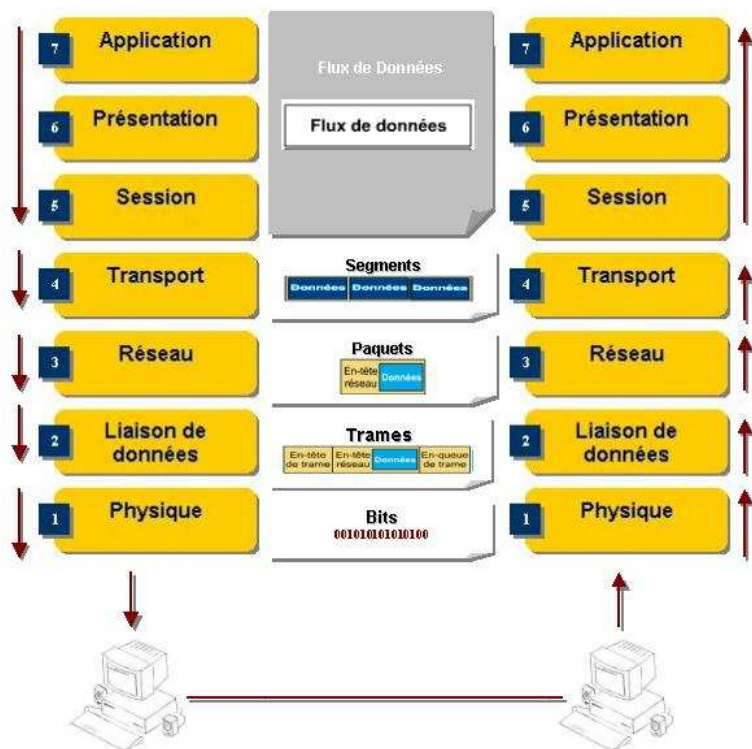 7 Application
Flux de Données
7 Application
6 Présentation
Flux de données
6 Présentation
5 Session
5 Session
4 Transport
Segments
Données Données Données
4 Transport
3 Réseau
Paquets
En-tête
réseau
Données
3 Réseau
2 Liaison de
données
Trames
En-tête
de trame
En-tête
réseau
Données
En-queue
de trame
2 Liaison de
données
1 Physique
Bits
001010101010100
1 Physique